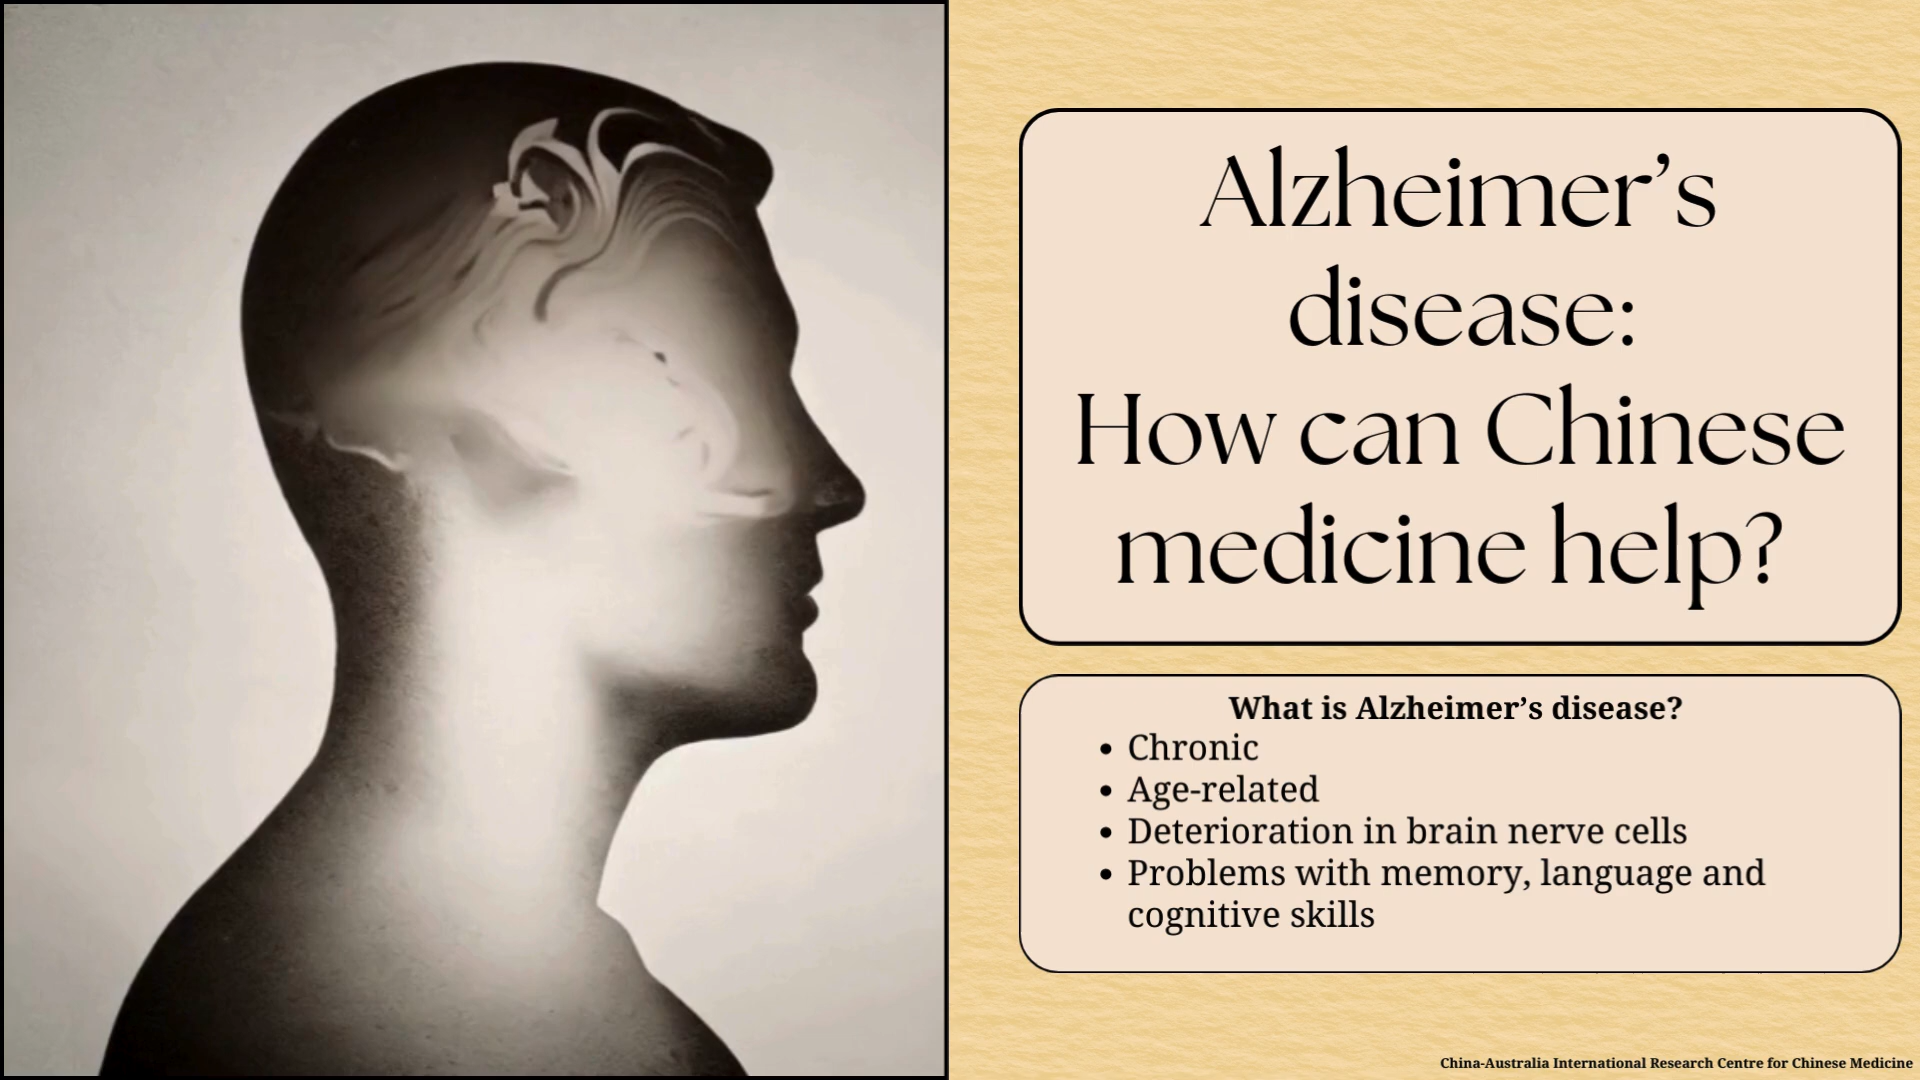 Alzheimer’s
disease:
How can Chinese
medicine help?
What is Alzheimer’s disease?
• Chronic
• Age-related
• Deterioration in brain nerve cells
• Problems with memory, language and
cognitive skills
China-Australia International Research Centre for Chinese Medicine